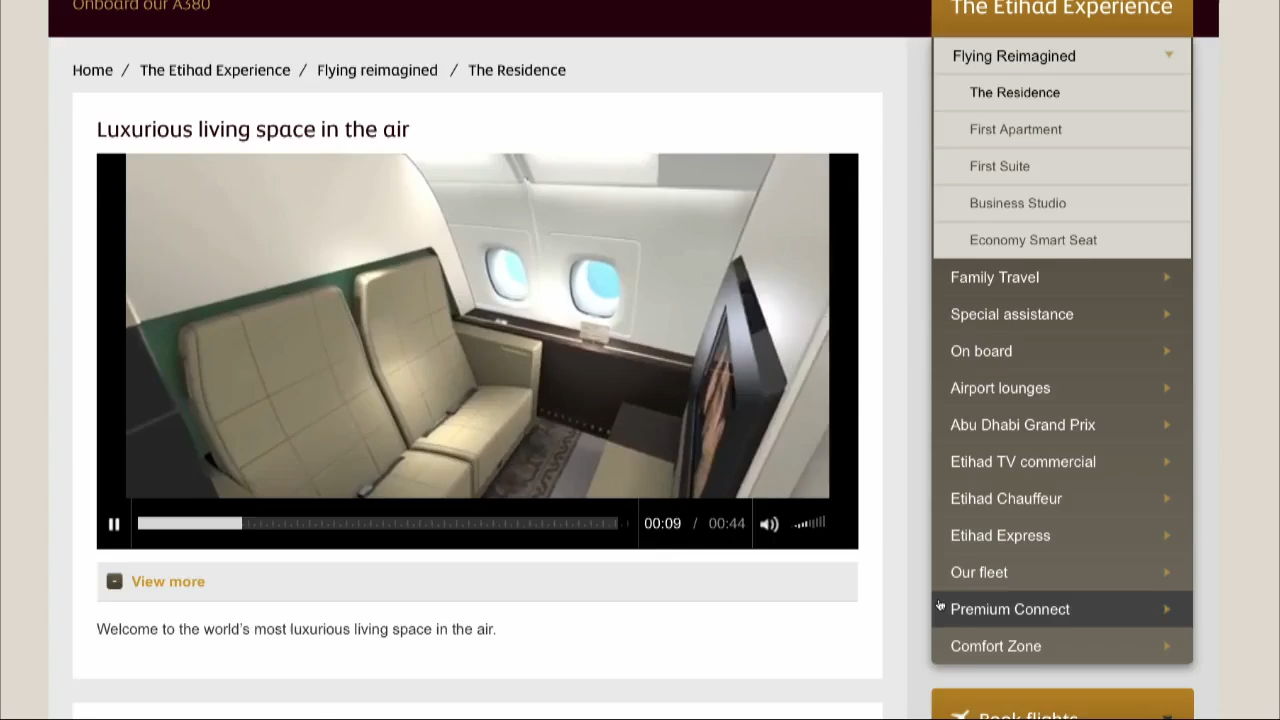 Onboard our A380
The Etihad Experience
Home / The Etihad Experience / Flying reimagined / The Residence
Luxurious living space in the air
00:09 / 00:44
View more
Welcome to the world's most luxurious living space in the air.
Flying Reimagined
The Residence
First Apartment
First Suite
Business Studio
Economy Smart Seat
Family Travel
Special assistance
On board
Airport lounges
Abu Dhabi Grand Prix
Etihad TV commercial
Etihad Chauffeur
Etihad Express
Our fleet
Premium Connect
Comfort Zone
Book flights